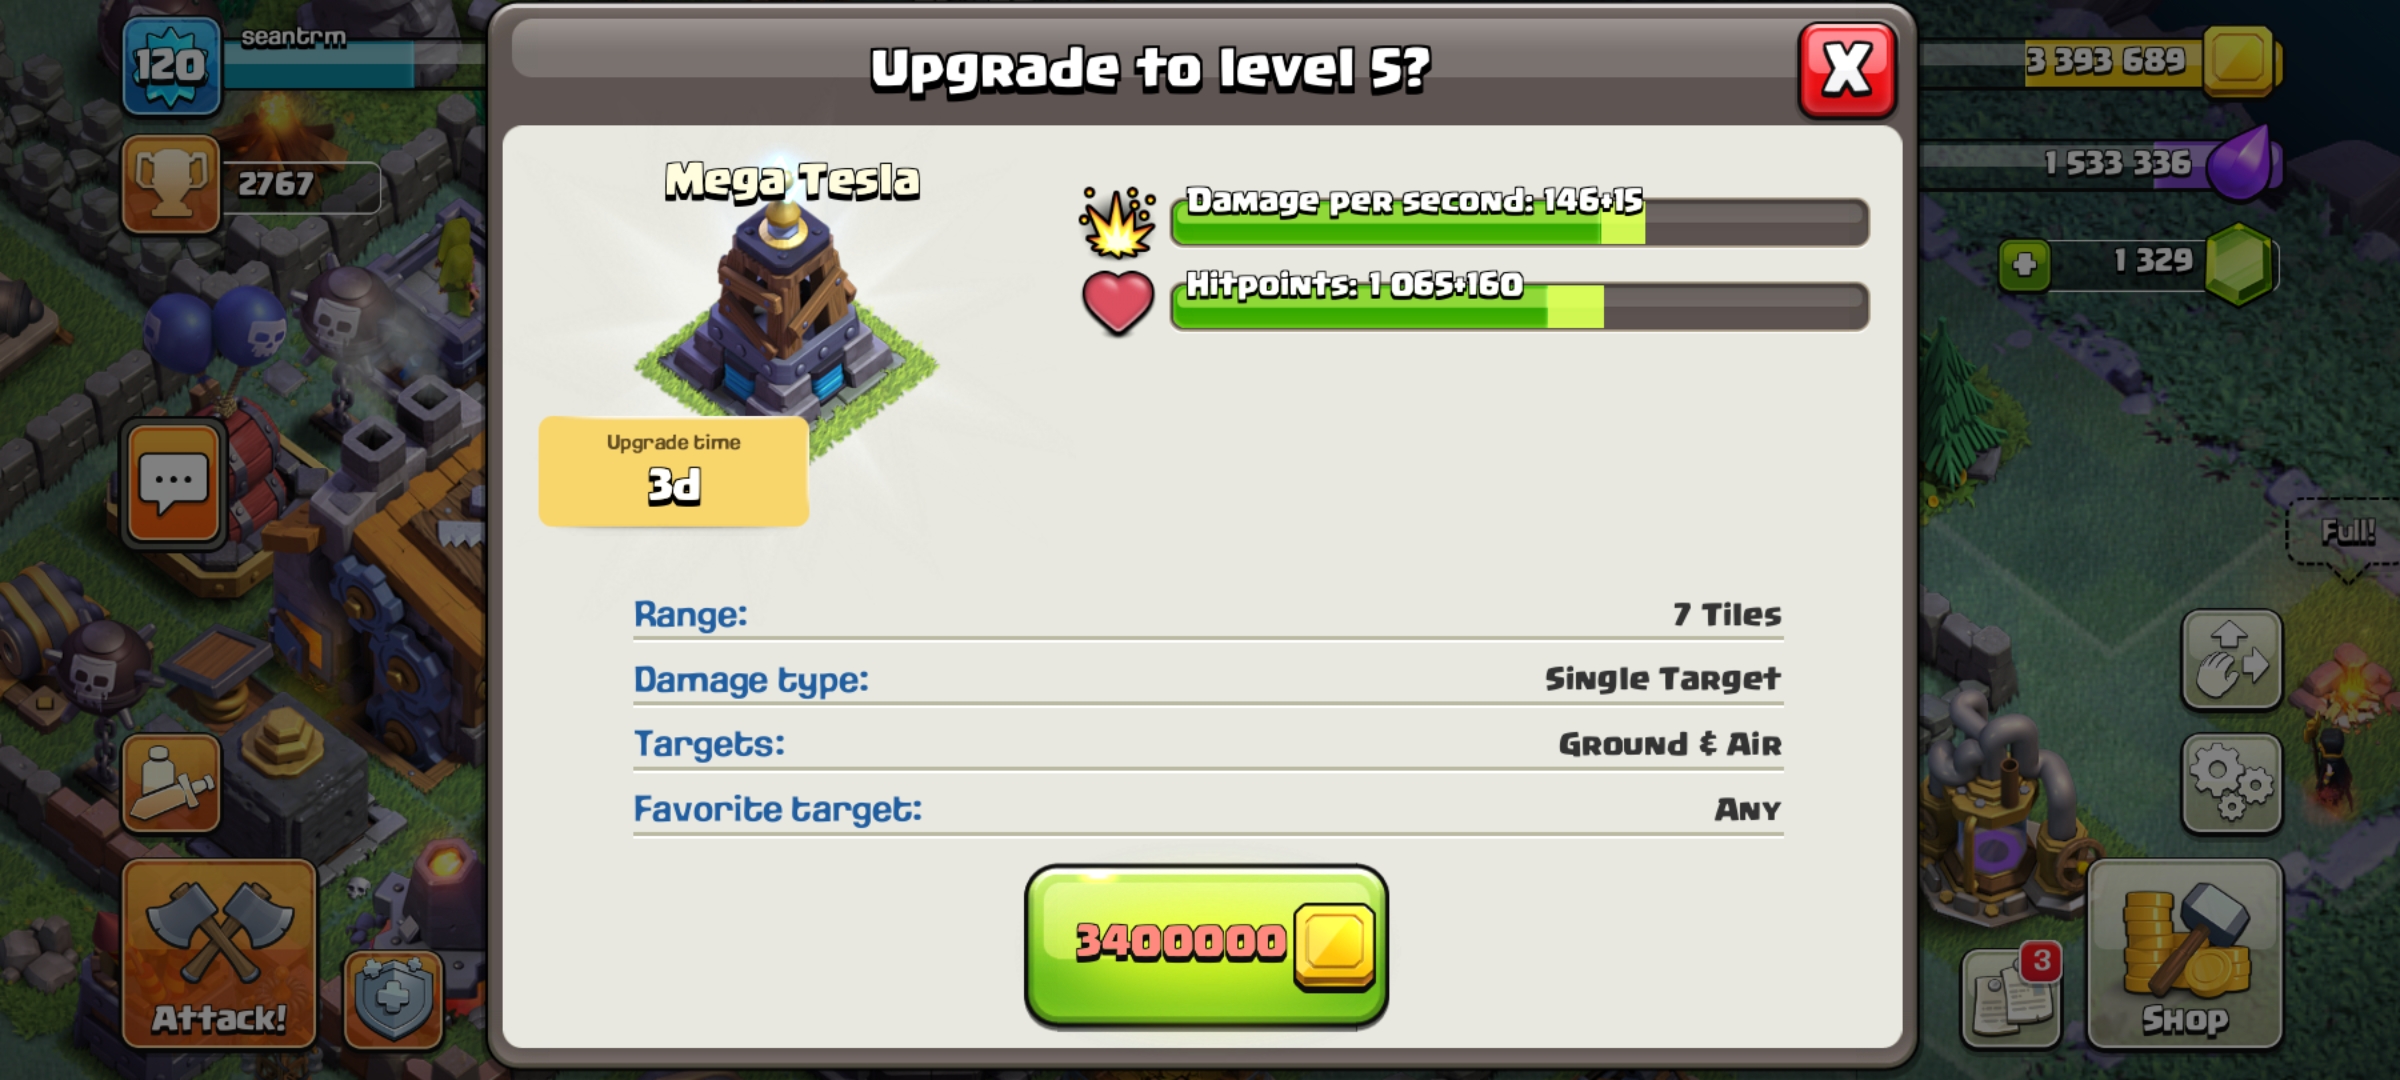 120
seantrm
2767
Upgrade to level 5?
X
3 393 689
1 533 336
1 329
Mega Tesla
Damage per second: 146+15
Hitpoints: 1 065+160
Upgrade time
3d
Range: 7 Tiles
Damage type: Single Target
Targets: Ground & Air
Favorite target: Any
3400000
Full!
Attack!
3
Shop